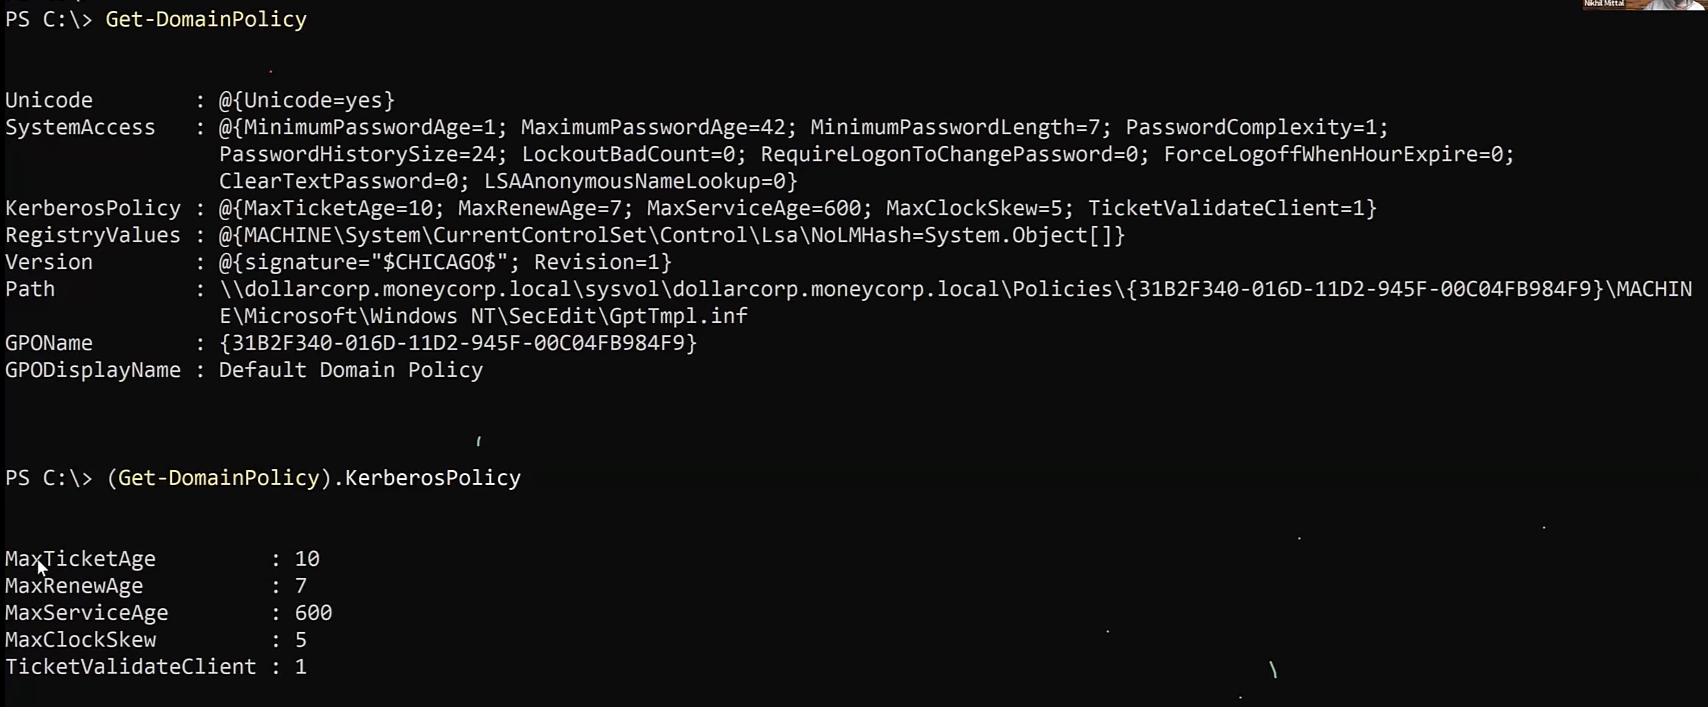 PS C:\> Get-DomainPolicy
Nikhil Mittal
Unicode : @{Unicode=yes}
SystemAccess : @{MinimumPasswordAge=1; MaximumPasswordAge=42; MinimumPasswordLength=7; PasswordComplexity=1;
PasswordHistorySize=24; LockoutBadCount=0; RequireLogonToChangePassword=0; ForceLogoffWhenHourExpire=0;
ClearTextPassword=0; LSAAnonymousNameLookup=0}
KerberosPolicy : @{MaxTicketAge=10; MaxRenewAge=7; MaxServiceAge=600; MaxClockSkew=5; TicketValidateClient=1}
RegistryValues : @{MACHINE\System\CurrentControlSet\Control\Lsa\NoLMHash=System.Object[]}
Version : @{signature="$CHICAGO$"; Revision=1}
Path : \\dollarcorp.moneycorp.local\sysvol\dollarcorp.moneycorp.local\Policies\{31B2F340-016D-11D2-945F-00C04FB984F9}\MACHIN
E\Microsoft\Windows NT\SecEdit\GptTmpl.inf
GPOName : {31B2F340-016D-11D2-945F-00C04FB984F9}
GPODisplayName : Default Domain Policy
PS C:\> (Get-DomainPolicy).KerberosPolicy
MaxTicketAge : 10
MaxRenewAge : 7
MaxServiceAge : 600
MaxClockSkew : 5
TicketValidateClient : 1